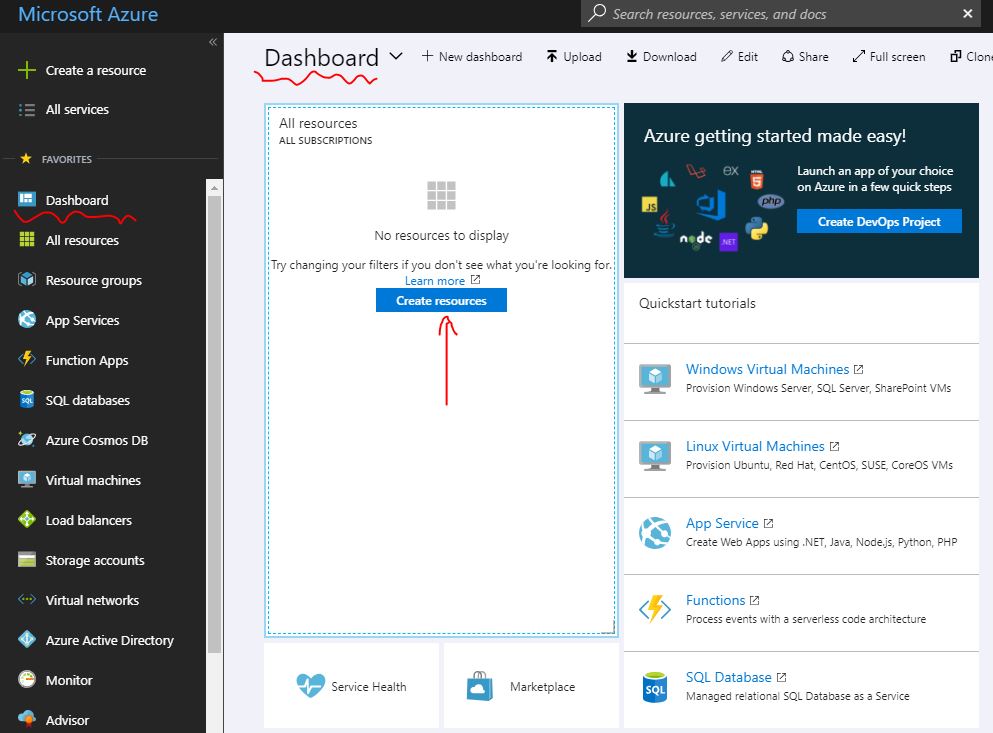 Microsoft Azure
Search resources, services, and docs
Create a resource
All services
FAVORITES
Dashboard
All resources
Resource groups
App Services
Function Apps
SQL databases
Azure Cosmos DB
Virtual machines
Load balancers
Storage accounts
Virtual networks
Azure Active Directory
Monitor
Advisor
Dashboard
New dashboard
Upload
Download
Edit
Share
Full screen
Clone
All resources
ALL SUBSCRIPTIONS
No resources to display
Try changing your filters if you don't see what you're looking for.
Learn more
Create resources
Service Health
Marketplace
Azure getting started made easy!
Launch an app of your choice
on Azure in a few quick steps
Create DevOps Project
EX
HTML
JS
php
node
.NET
Quickstart tutorials
Windows Virtual Machines
Provision Windows Server, SQL Server, SharePoint VMs
Linux Virtual Machines
Provision Ubuntu, Red Hat, CentOS, SUSE, CoreOS VMs
App Service
Create Web Apps using .NET, Java, Node.js, Python, PHP
Functions
Process events with a serverless code architecture
SQL
SQL Database
Managed relational SQL Database as a Service